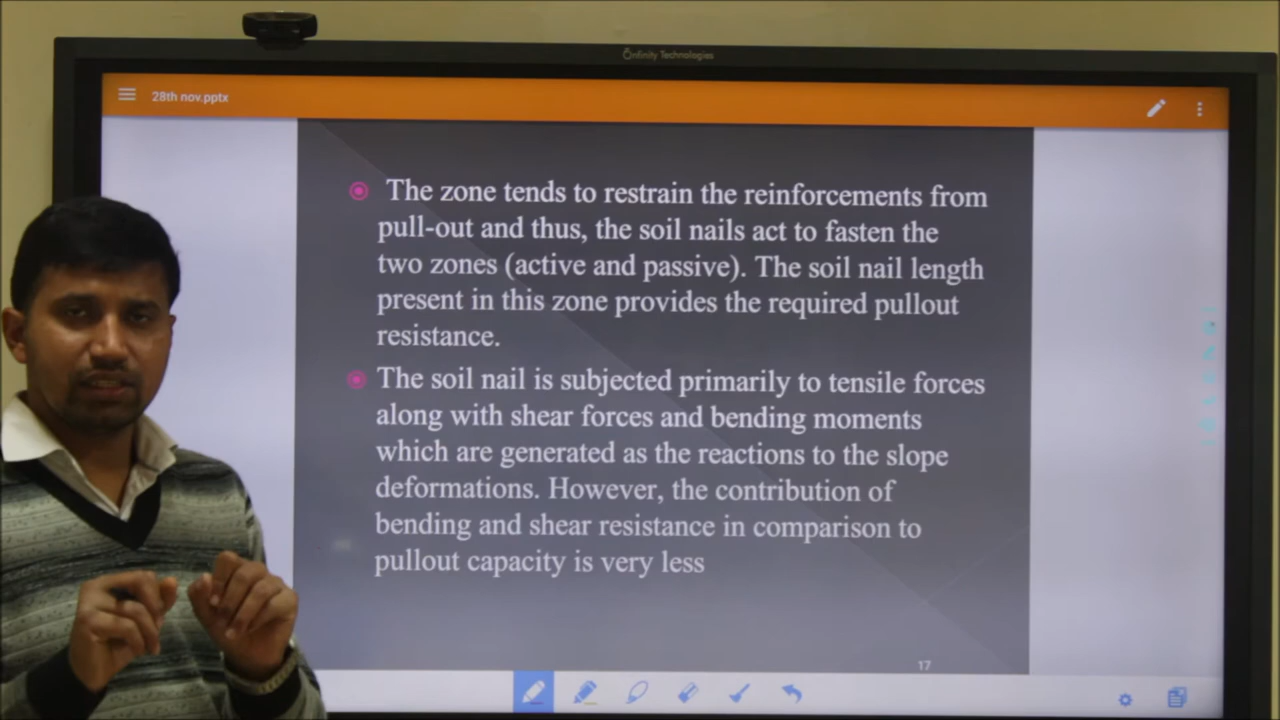 Onfinity Technologies
28th nov.pptx
The zone tends to restrain the reinforcements from
pull-out and thus, the soil nails act to fasten the
two zones (active and passive). The soil nail length
present in this zone provides the required pullout
resistance.
The soil nail is subjected primarily to tensile forces
along with shear forces and bending moments
which are generated as the reactions to the slope
deformations. However, the contribution of
bending and shear resistance in comparison to
pullout capacity is very less
17